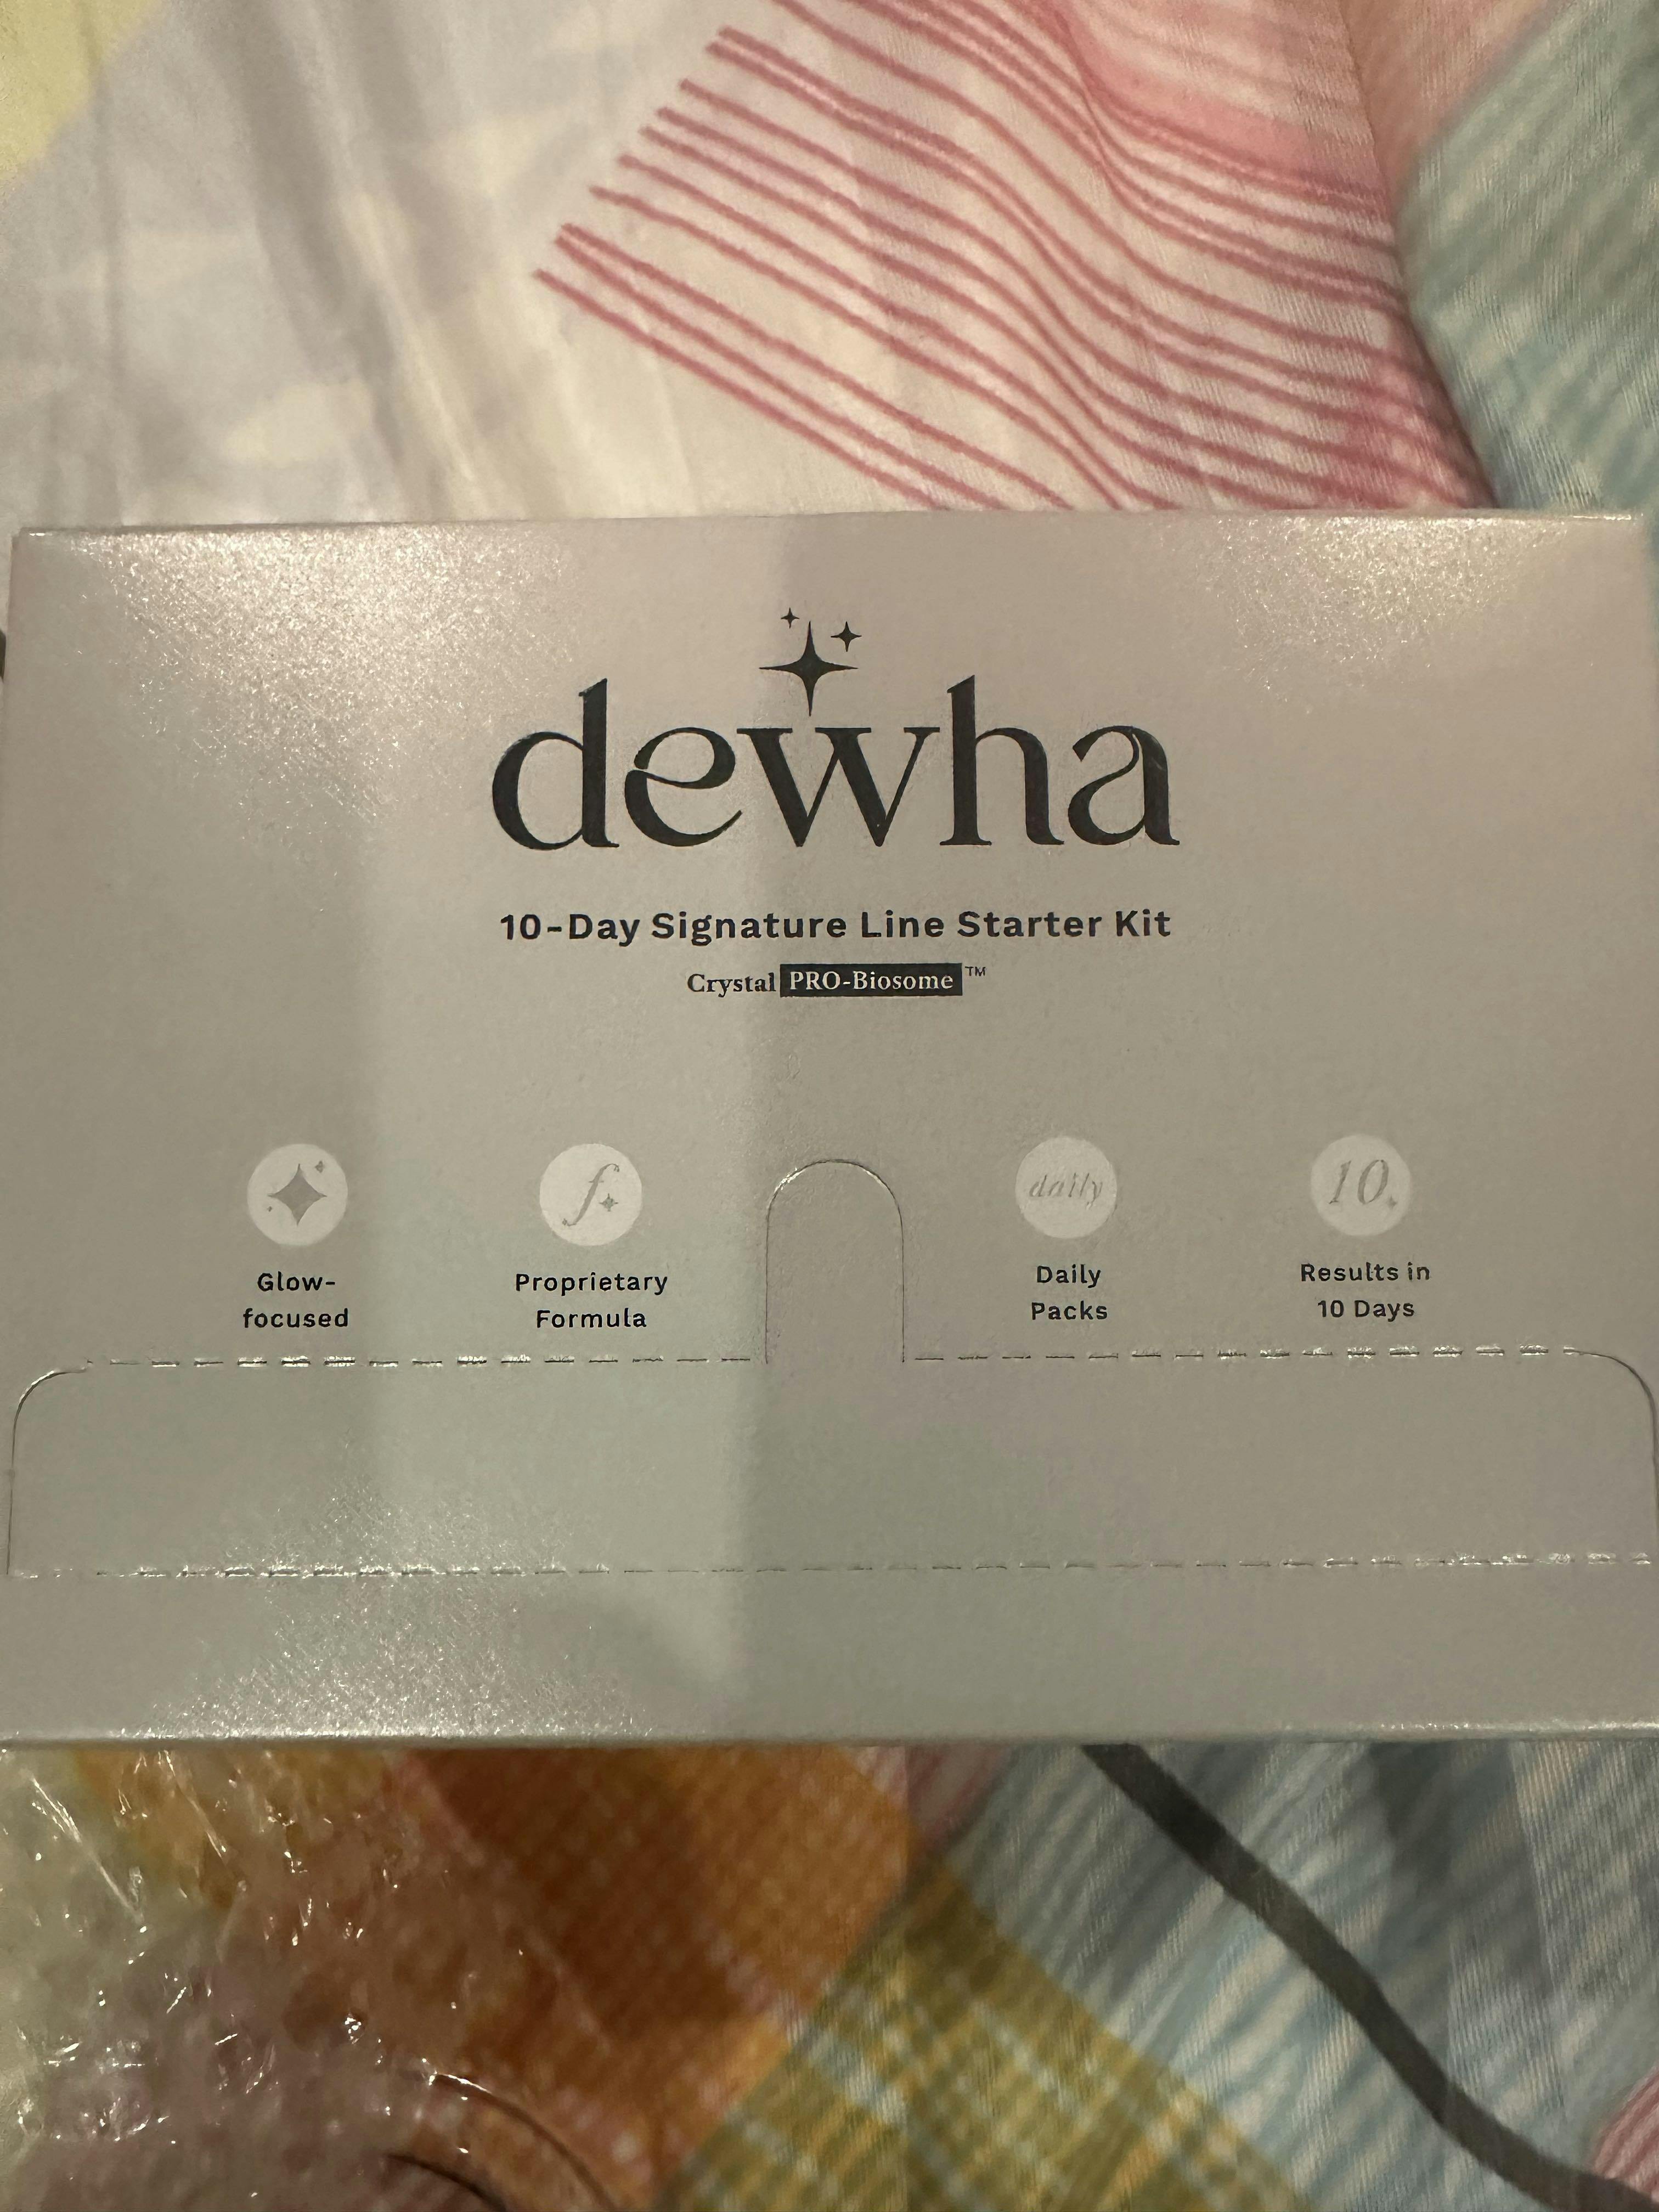 dewha
10-Day Signature Line Starter Kit
Crystal PRO-Biosome™
Glow-
focused
f
Proprietary
Formula
daily
Daily
Packs
10.
Results in
10 Days